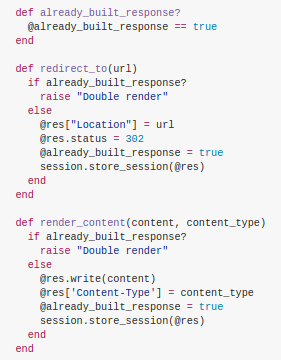 def already_built_response?
  @already_built_response == true
end

def redirect_to(url)
  if already_built_response?
    raise "Double render"
  else
    @res["Location"] = url
    @res.status = 302
    @already_built_response = true
    session.store_session(@res)
  end
end

def render_content(content, content_type)
  if already_built_response?
    raise "Double render"
  else
    @res.write(content)
    @res['Content-Type'] = content_type
    @already_built_response = true
    session.store_session(@res)
  end
end